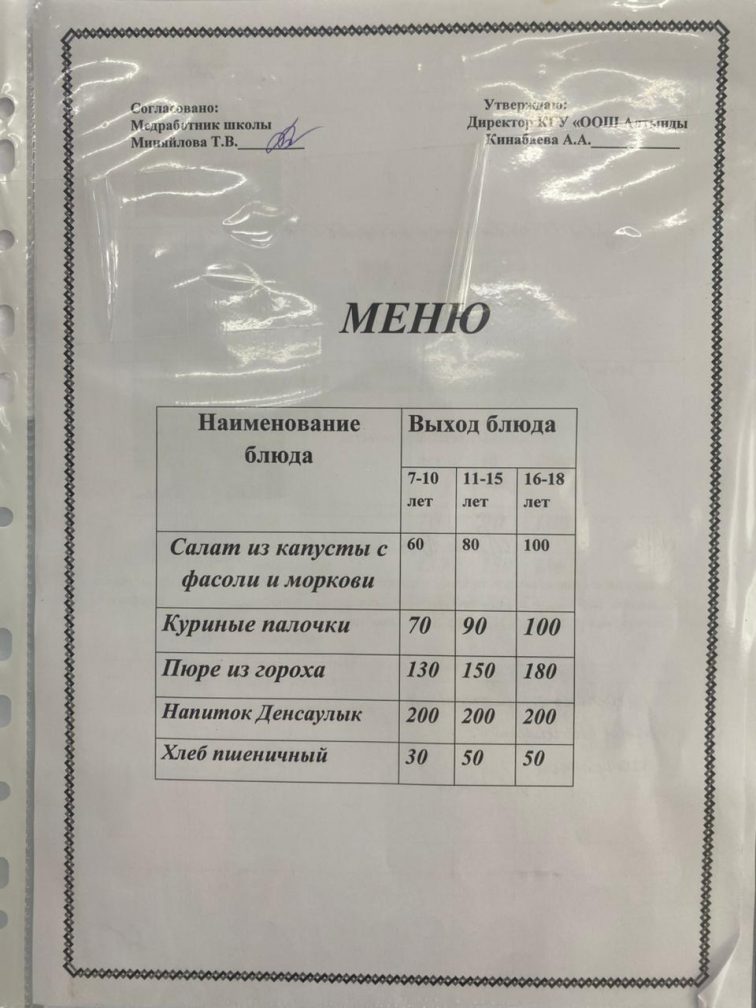 Согласовано:
Утверждаю:
Медработник школы
Директор КГУ «ООШ Алтынды
Минайлова Т.В.
Кинабаева А.А.
МЕНЮ
Наименование блюда
Выход блюда
7-10 лет
11-15 лет
16-18 лет
Салат из капусты с фасоли и моркови
60
80
100
Куриные палочки
70
90
100
Пюре из гороха
130
150
180
Напиток Денсаулык
200
200
200
Хлеб пшеничный
30
50
50